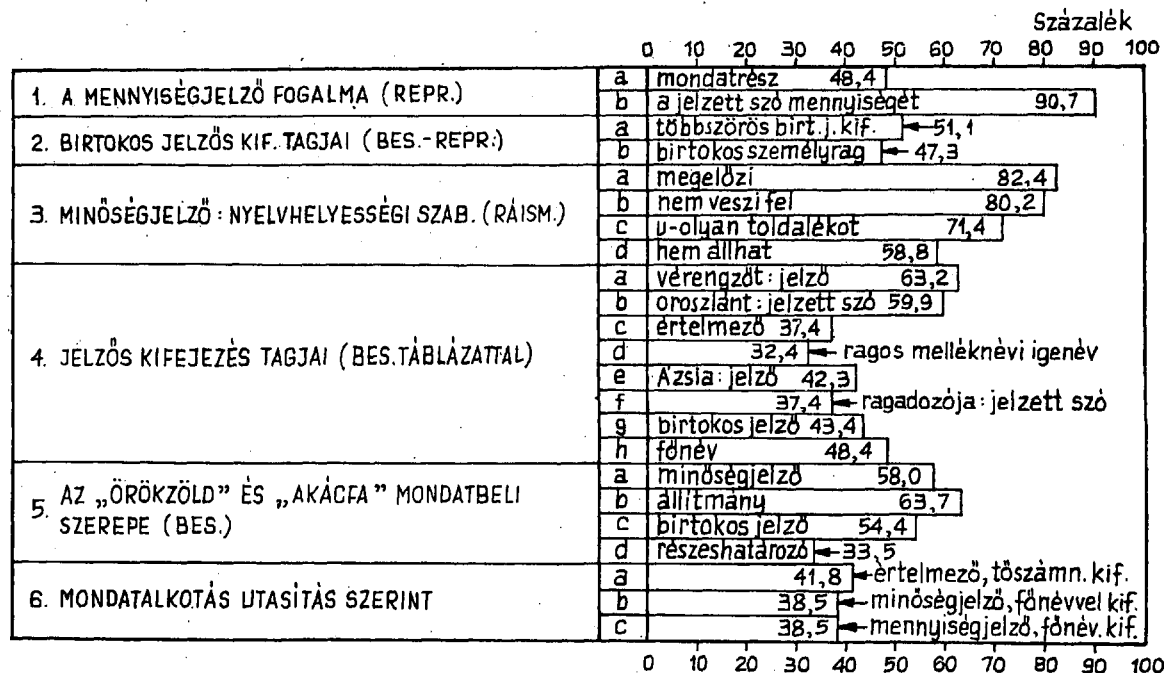 Százalék
0 10 20 30 40 50 60 70 80 90 100
1. A MENNYISÉGJELZŐ FOGALMA (REPR.)
a mondatrész 48,4
b a jelzett szó mennyiségét 90,7
2. BIRTOKOS JELZŐS KIF. TAGJAI (BES.-REPR.)
a többszörös birt. j. kif. 51,1
b birtokos személyrag 47,3
3. MINŐSÉGJELZŐ: NYELVHELYESSÉGI SZAB. (RÁISM.)
a megelőzi 82,4
b nem veszi fel 80,2
c u-olyan toldalékot 71,4
d nem állhat 58,8
4. JELZŐS KIFEJEZÉS TAGJAI (BES. TÁBLÁZATTAL)
a vérengzőt: jelző 63,2
b oroszlánt: jelzett szó 59,9
c értelmező 37,4
d 32,4 ragos melléknévi igenév
e Ázsia: jelző 42,3
f 37,4 ragadozója: jelzett szó
g birtokos jelző 43,4
h főnév 48,4
5. AZ „ÖRÖKZÖLD” ÉS „AKÁCFA” MONDATBELI
SZEREPE (BES.)
a minőségjelző 58,0
b állítmány 63,7
c birtokos jelző 54,4
d részeshatározó 33,5
6. MONDATALKOTÁS UTASÍTÁS SZERINT
a 41,8 értelmező, tőszámn. kif.
b 38,5 minőségjelző, főnévvel kif.
c 38,5 mennyiségjelző, főnév. kif.
0 10 20 30 40 50 60 70 80 90 100